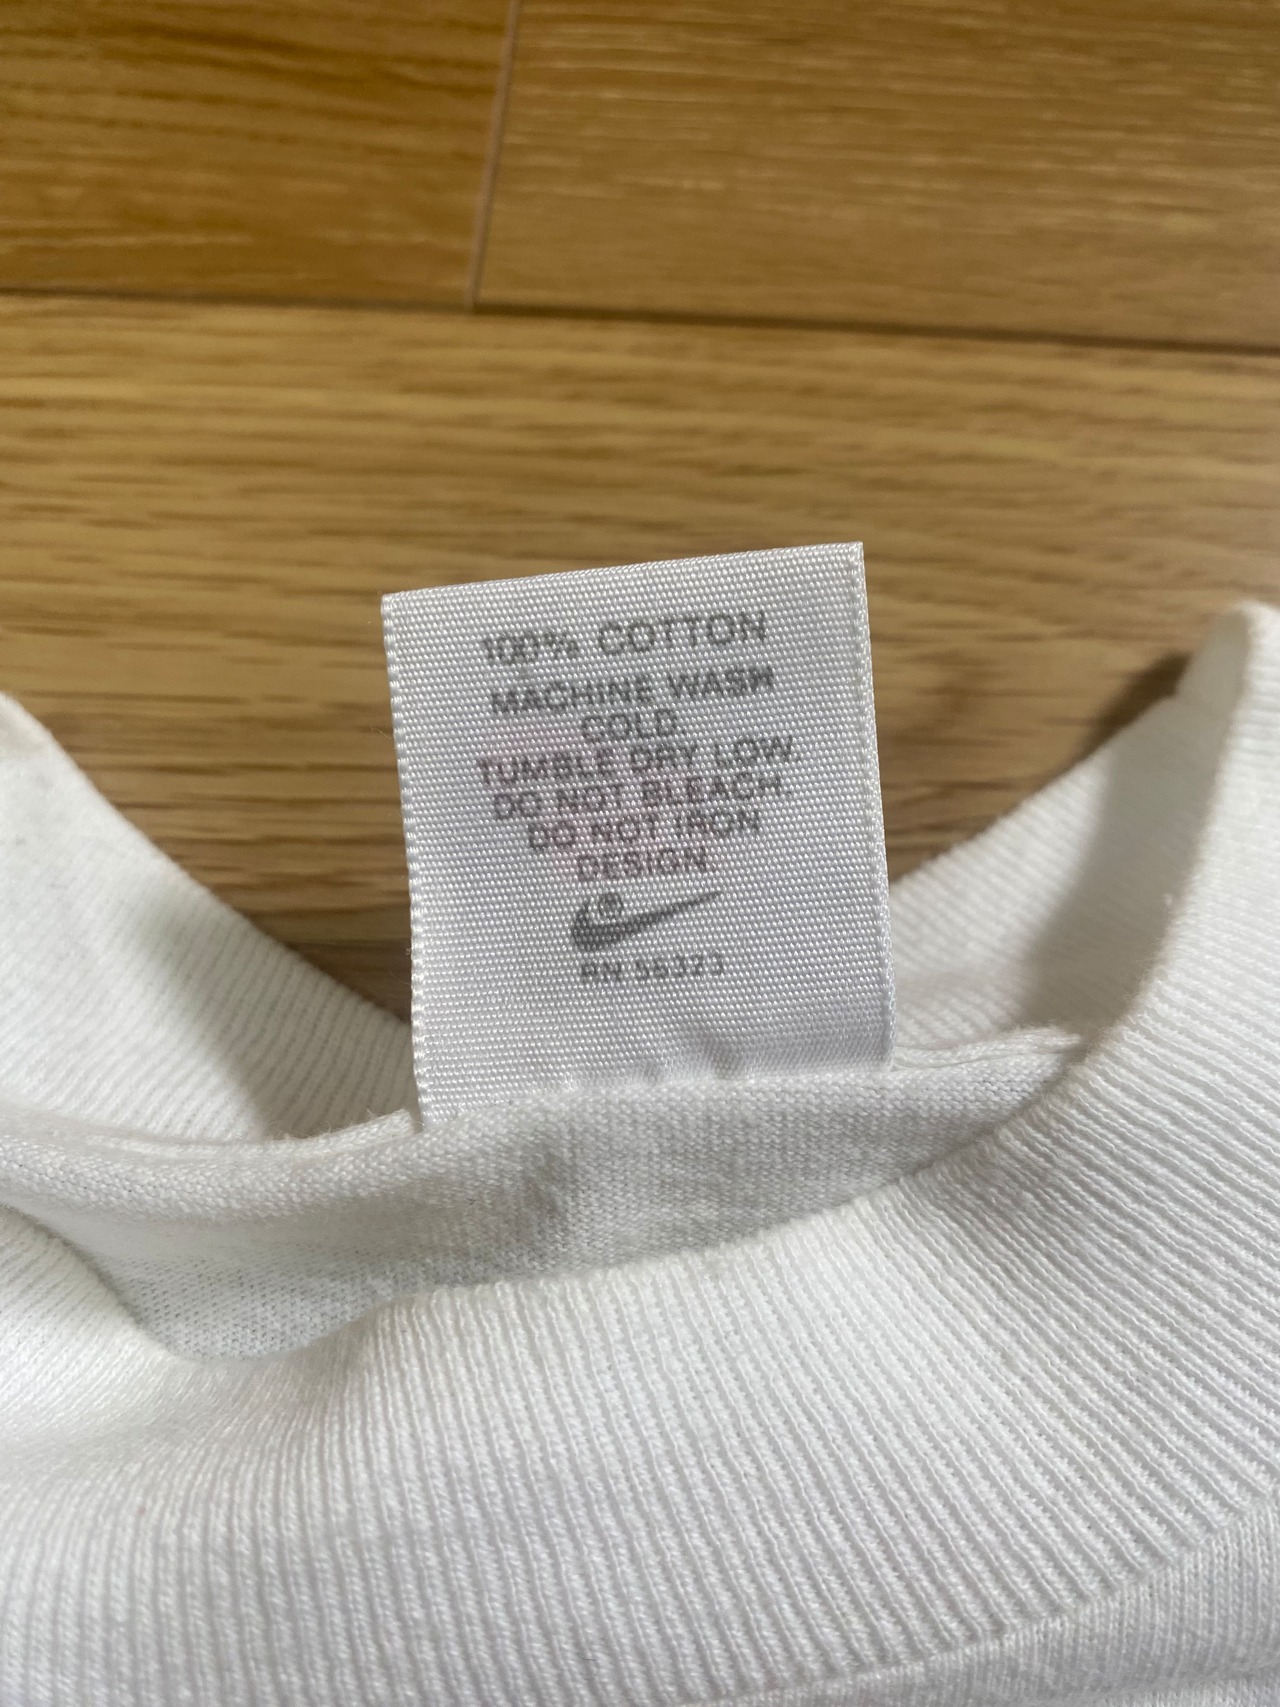 100% COTTON
MACHINE WASH
COLD
TUMBLE DRY LOW.
DO NOT BLEACH.
DO NOT IRON
DESIGN
®
RN 56323